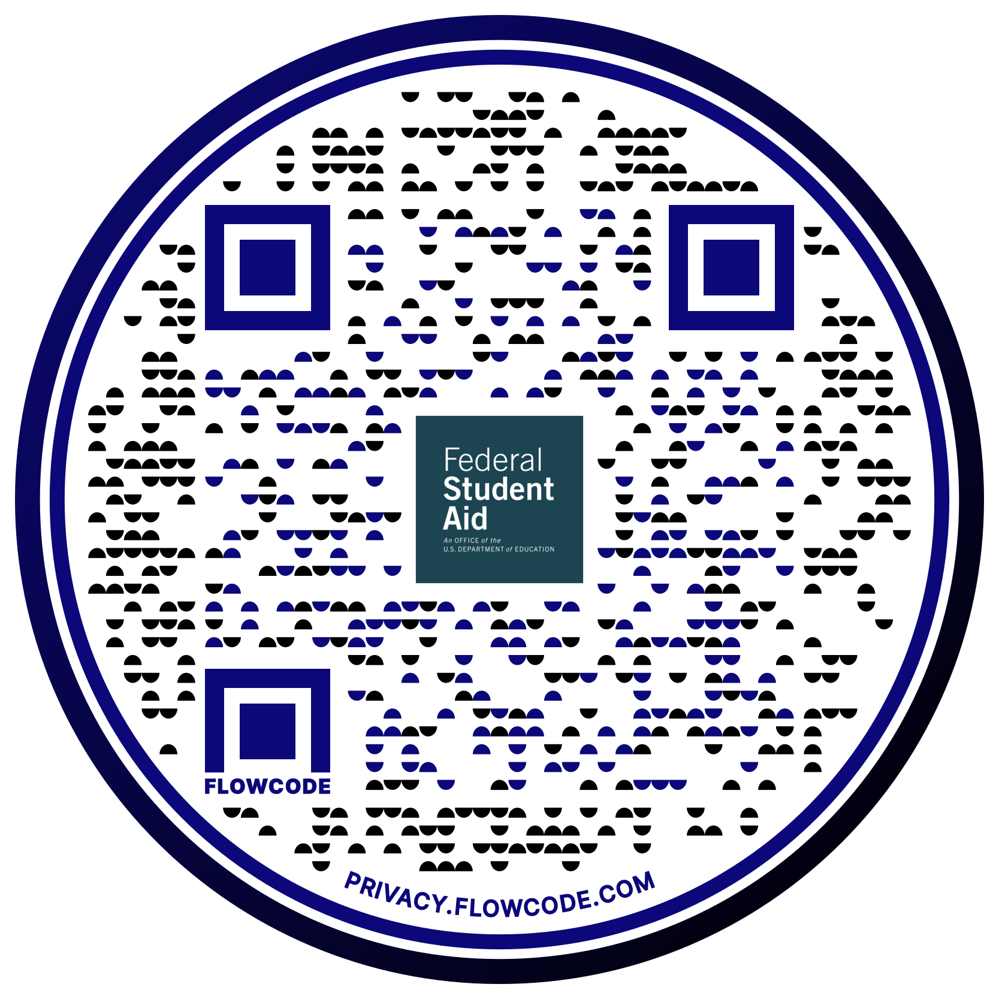 Federal
Student
Aid
An OFFICE of the
U.S. DEPARTMENT of EDUCATION
FLOWCODE
PRIVACY.FLOWCODE.COM